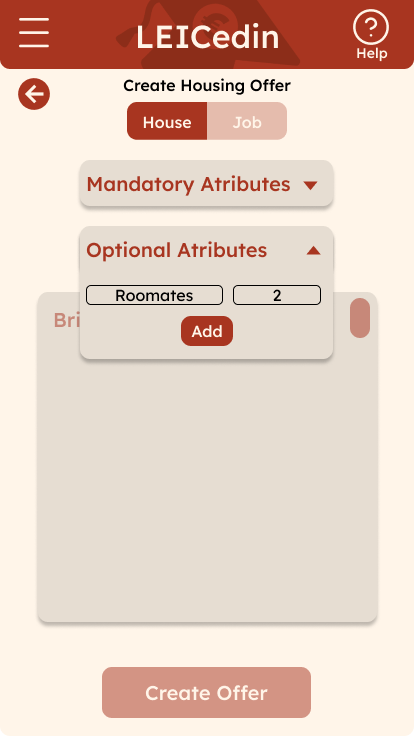 LEICedin
?
Help
Create Housing Offer
House Job
Mandatory Atributes
Optional Atributes
Roomates 2
Add
Bri
Create Offer